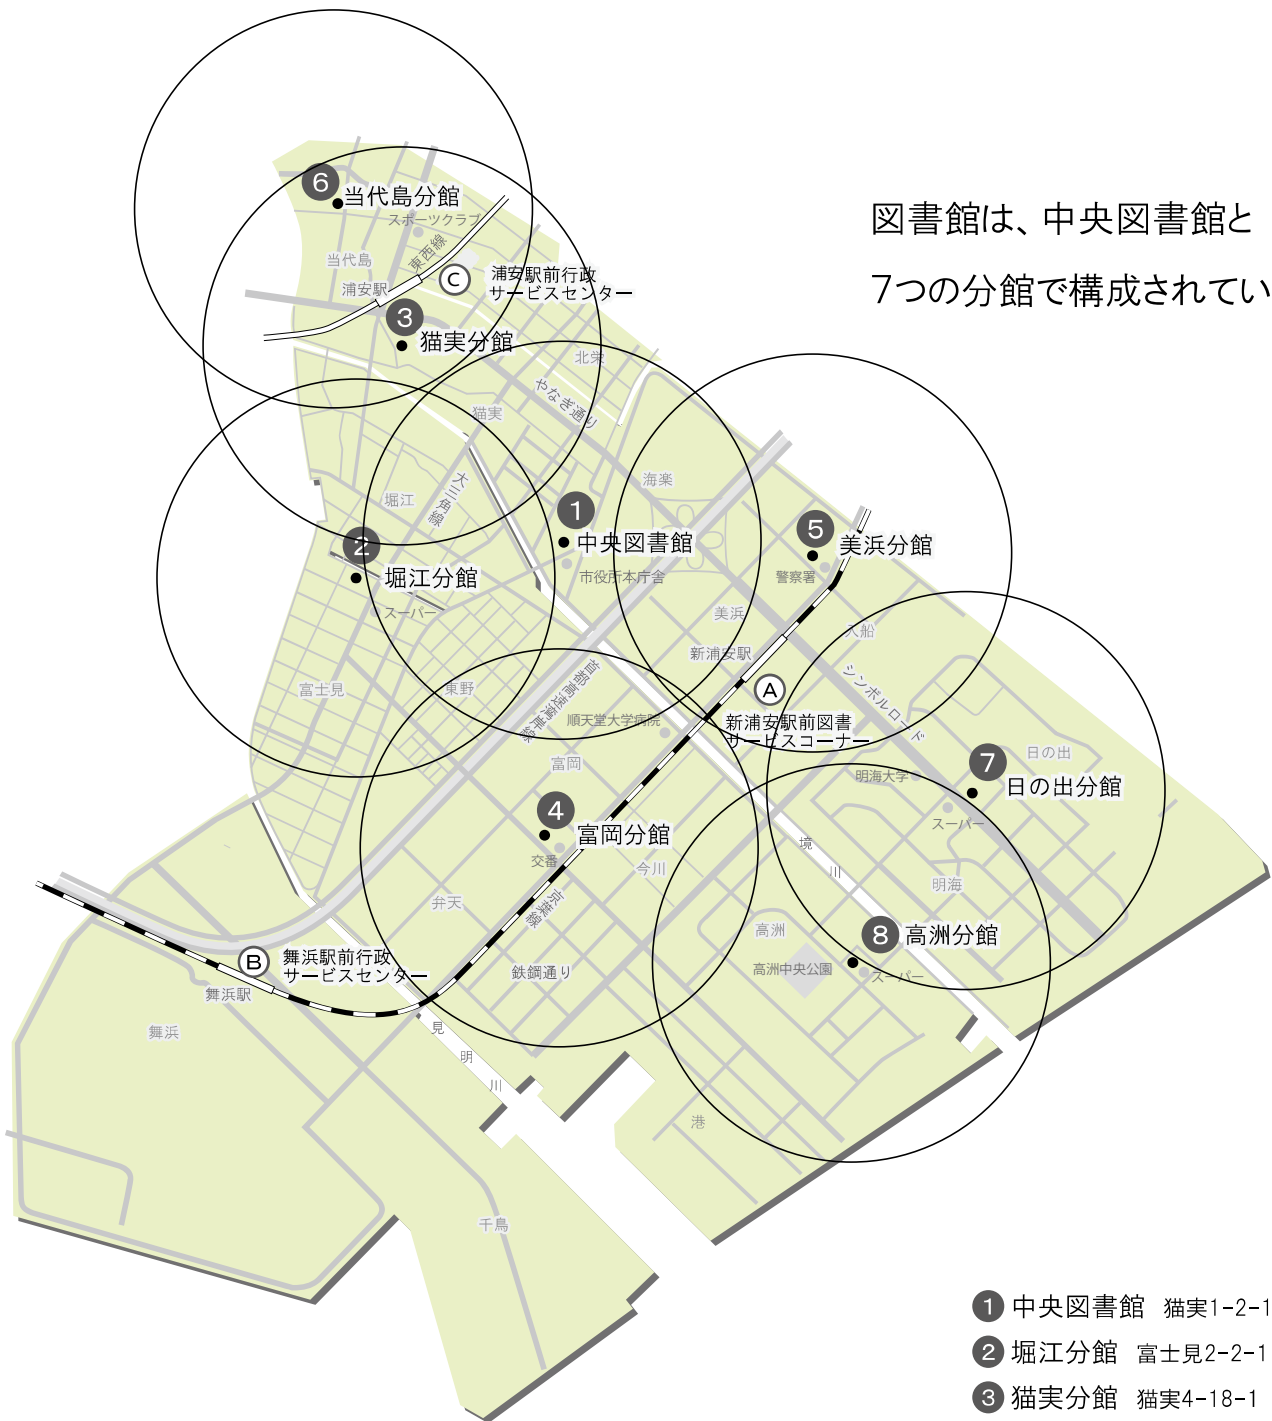 図書館は、中央図書館と
7つの分館で構成されてい
6
当代島分館
スポーツクラブ
東西線
当代島
浦安駅
C
浦安駅前行政
サービスセンター
3
猫実分館
北栄
やなぎ通り
猫実
大三角線
堀江
海楽
1
中央図書館
市役所本庁舎
2
堀江分館
スーパー
5
美浜分館
警察署
美浜
入船
新浦安駅
A
新浦安駅前図書
サービスコーナー
シンボルロード
富士見
東野
首都高速湾岸線
順天堂大学病院
富岡
日の出
7
日の出分館
明海大学
スーパー
4
富岡分館
交番
今川
境川
明海
弁天
京葉線
高洲
8
高洲分館
高洲中央公園
スーパー
B
舞浜駅前行政
サービスセンター
舞浜駅
鉄鋼通り
舞浜
見明川
港
千鳥
1 中央図書館 猫実1-2-1
2 堀江分館 富士見2-2-1
3 猫実分館 猫実4-18-1